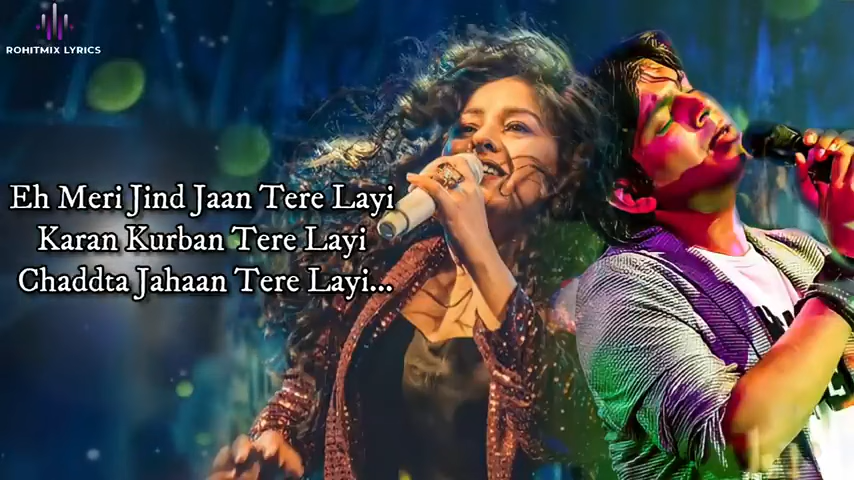 ROHITMIX LYRICS
Eh Meri Jind Jaan Tere Layi
Karan Kurban Tere Layi
Chaddta Jahaan Tere Layi...